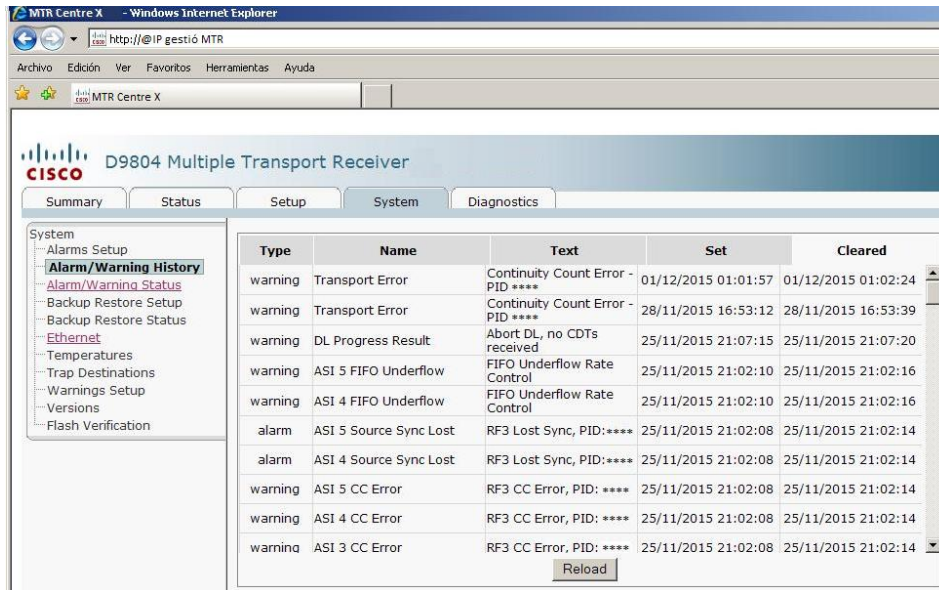 MTR Centre X - Windows Internet Explorer
http://@IP gestió MTR
Archivo Edición Ver Favoritos Herramientas Ayuda
MTR Centre X
CISCO D9804 Multiple Transport Receiver
Summary Status Setup System Diagnostics
System
Alarms Setup
Alarm/Warning History
Alarm/Warning Status
Backup Restore Setup
Backup Restore Status
Ethernet
Temperatures
Trap Destinations
Warnings Setup
Versions
Flash Verification
Type Name Text Set Cleared
warning Transport Error Continuity Count Error - PID **** 01/12/2015 01:01:57 01/12/2015 01:02:24
warning Transport Error Continuity Count Error - PID **** 28/11/2015 16:53:12 28/11/2015 16:53:39
warning DL Progress Result Abort DL, no CDTs received 25/11/2015 21:07:15 25/11/2015 21:07:20
warning ASI 5 FIFO Underflow FIFO Underflow Rate Control 25/11/2015 21:02:10 25/11/2015 21:02:16
warning ASI 4 FIFO Underflow FIFO Underflow Rate Control 25/11/2015 21:02:10 25/11/2015 21:02:16
alarm ASI 5 Source Sync Lost RF3 Lost Sync, PID:**** 25/11/2015 21:02:08 25/11/2015 21:02:14
alarm ASI 4 Source Sync Lost RF3 Lost Sync, PID:**** 25/11/2015 21:02:08 25/11/2015 21:02:14
warning ASI 5 CC Error RF3 CC Error, PID: **** 25/11/2015 21:02:08 25/11/2015 21:02:14
warning ASI 4 CC Error RF3 CC Error, PID: **** 25/11/2015 21:02:08 25/11/2015 21:02:14
warning ASI 3 CC Error RF3 CC Error, PID: **** 25/11/2015 21:02:08 25/11/2015 21:02:14
Reload